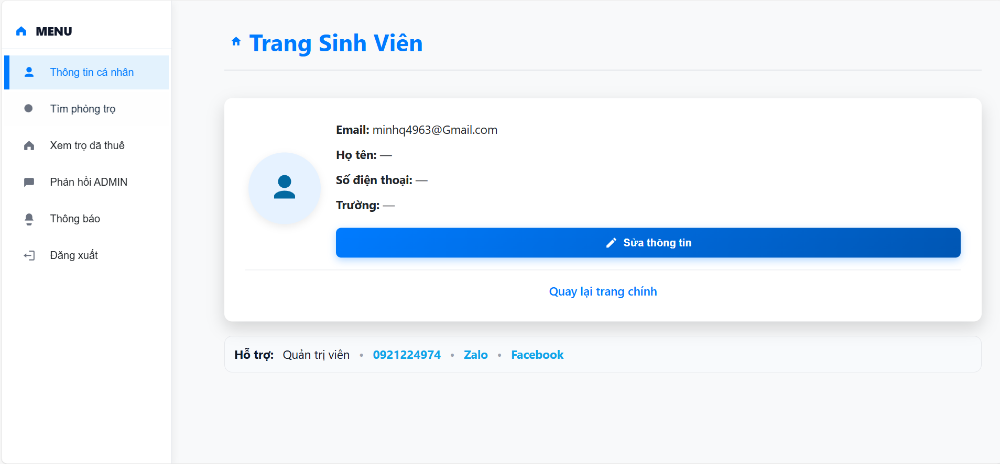 MENU
Thông tin cá nhân
Tìm phòng trọ
Xem trọ đã thuê
Phản hồi ADMIN
Thông báo
Đăng xuất
Trang Sinh Viên
Email: minhq4963@Gmail.com
Họ tên: —
Số điện thoại: —
Trường: —
Sửa thông tin
Quay lại trang chính
Hỗ trợ: Quản trị viên • 0921224974 • Zalo • Facebook